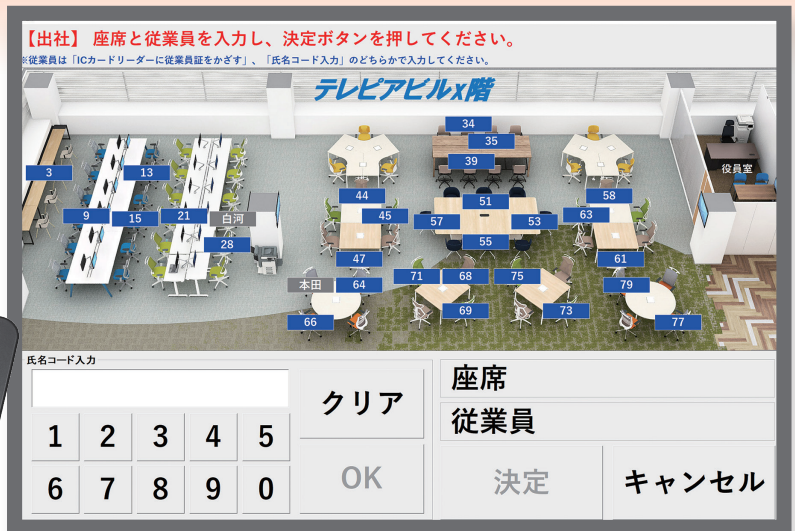 【出社】 座席と従業員を入力し、決定ボタンを押してください。
※従業員は「ICカードリーダーに従業員証をかざす」、「氏名コード入力」のどちらかで入力してください。
テレピアビルx階
34
35
39
3
13
9
15
21
白河
28
役員室
44
45
47
51
57
53
55
58
63
61
本田
64
66
71
68
69
75
73
79
77
氏名コード入力
クリア
1 2 3 4 5
6 7 8 9 0
OK
座席
従業員
決定
キャンセル